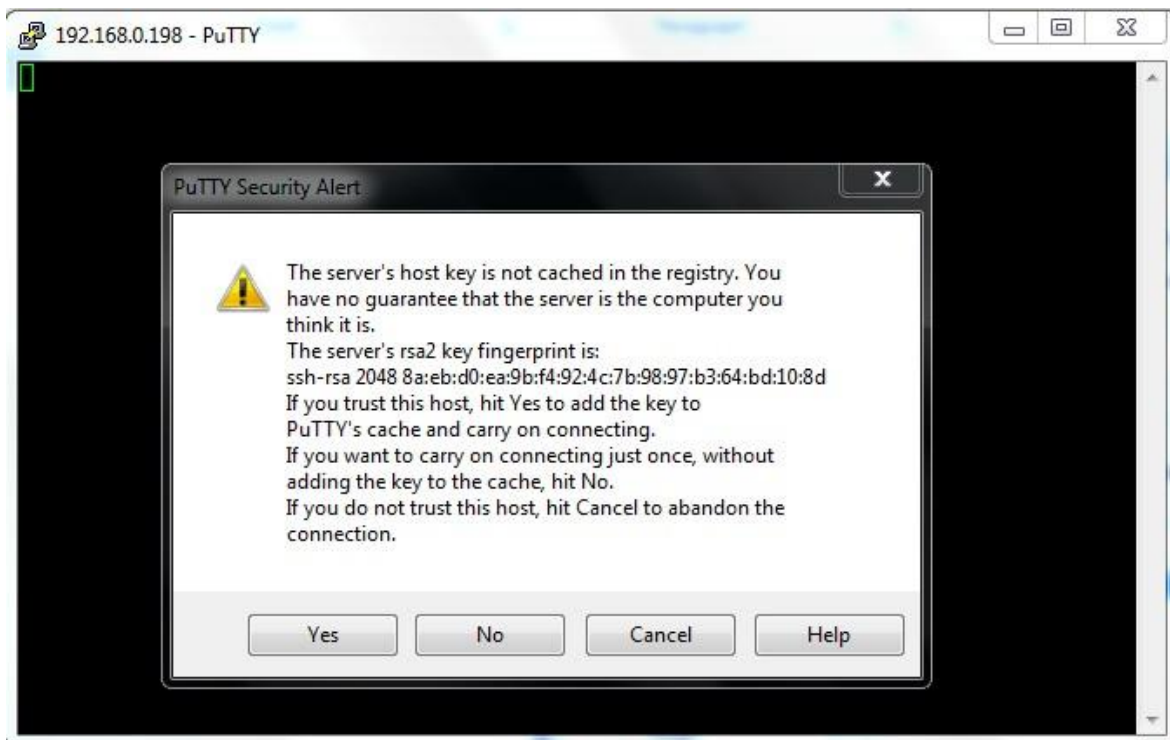 192.168.0.198 - PuTTY
PuTTY Security Alert
The server's host key is not cached in the registry. You
have no guarantee that the server is the computer you
think it is.
The server's rsa2 key fingerprint is:
ssh-rsa 2048 8a:eb:d0:ea:9b:f4:92:4c:7b:98:97:b3:64:bd:10:8d
If you trust this host, hit Yes to add the key to
PuTTY's cache and carry on connecting.
If you want to carry on connecting just once, without
adding the key to the cache, hit No.
If you do not trust this host, hit Cancel to abandon the
connection.
Yes No Cancel Help